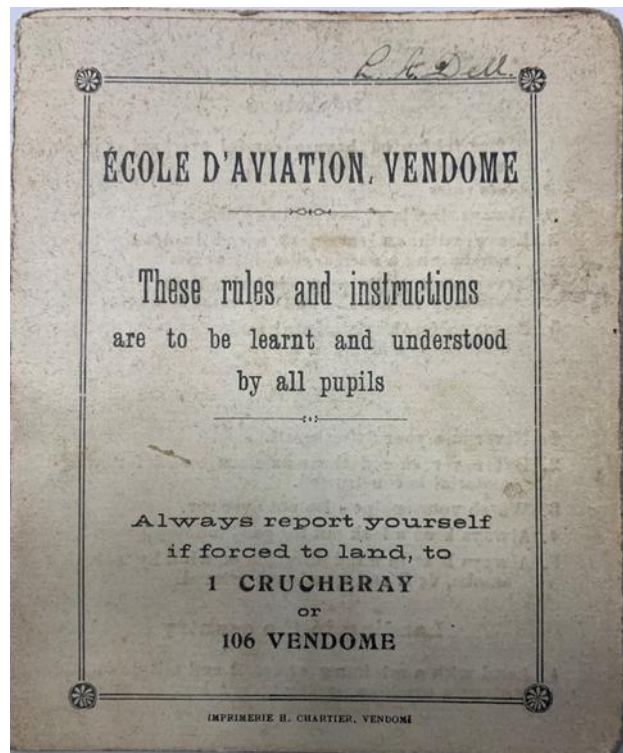 L. A. Dell.
ÉCOLE D'AVIATION, VENDOME
These rules and instructions
are to be learnt and understood
by all pupils
Always report yourself
if forced to land, to
1 CRUCHERAY
or
106 VENDOME
IMPRIMERIE H. CHARTIER, VENDOME